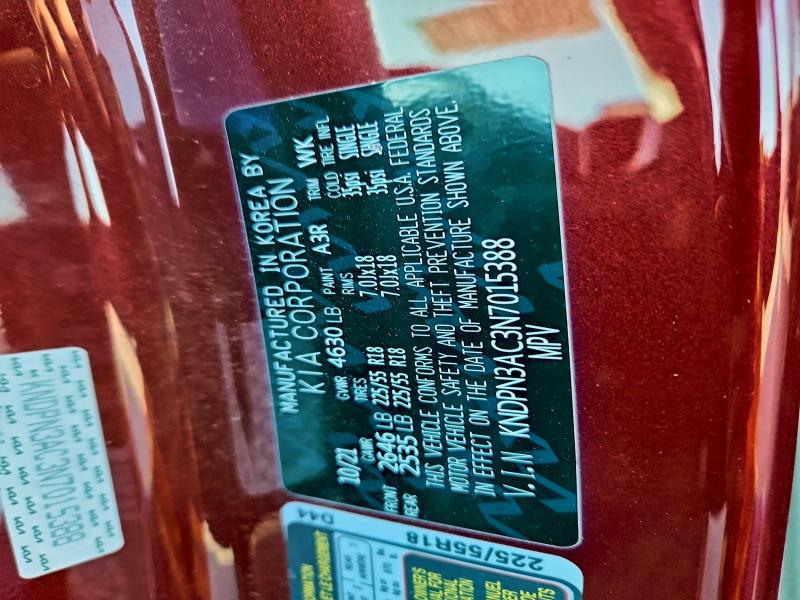 MANUFACTURED IN KOREA BY
KIA CORPORATION
10/21 GVWR 4630 LB PAINT A3R TRIM WK
GAWR TIRES RIMS COLD TIRE INFL
FRONT 2646 LB 225/55 R18 7.0Jx18 35psi SINGLE
REAR 2535 LB 225/55 R18 7.0Jx18 35psi SINGLE
THIS VEHICLE CONFORMS TO ALL APPLICABLE U.S.A. FEDERAL
MOTOR VEHICLE SAFETY AND THEFT PREVENTION STANDARDS
IN EFFECT ON THE DATE OF MANUFACTURE SHOWN ABOVE.
V.I.N KNDPN3AC3N7015388
MPV
KNDPN3AC3N7015388
D44
225/55R18